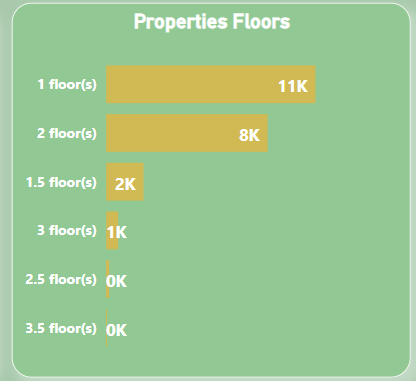 Properties Floors
1 floor(s) 11K
2 floor(s) 8K
1.5 floor(s) 2K
3 floor(s) 1K
2.5 floor(s) 0K
3.5 floor(s) 0K